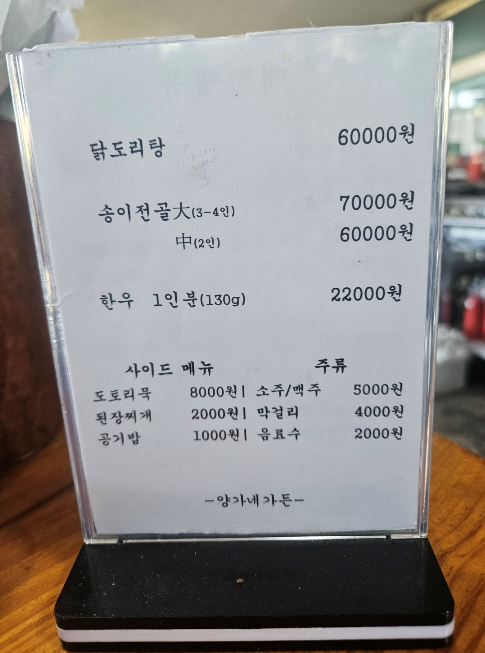 닭도리탕 60000원
송이전골大(3-4인) 70000원
中(2인) 60000원
한우 1인분(130g) 22000원
사이드 메뉴 주류
도토리묵 8000원| 소주/맥주 5000원
된장찌개 2000원| 막걸리 4000원
공기밥 1000원| 음료수 2000원
-양가네가든-